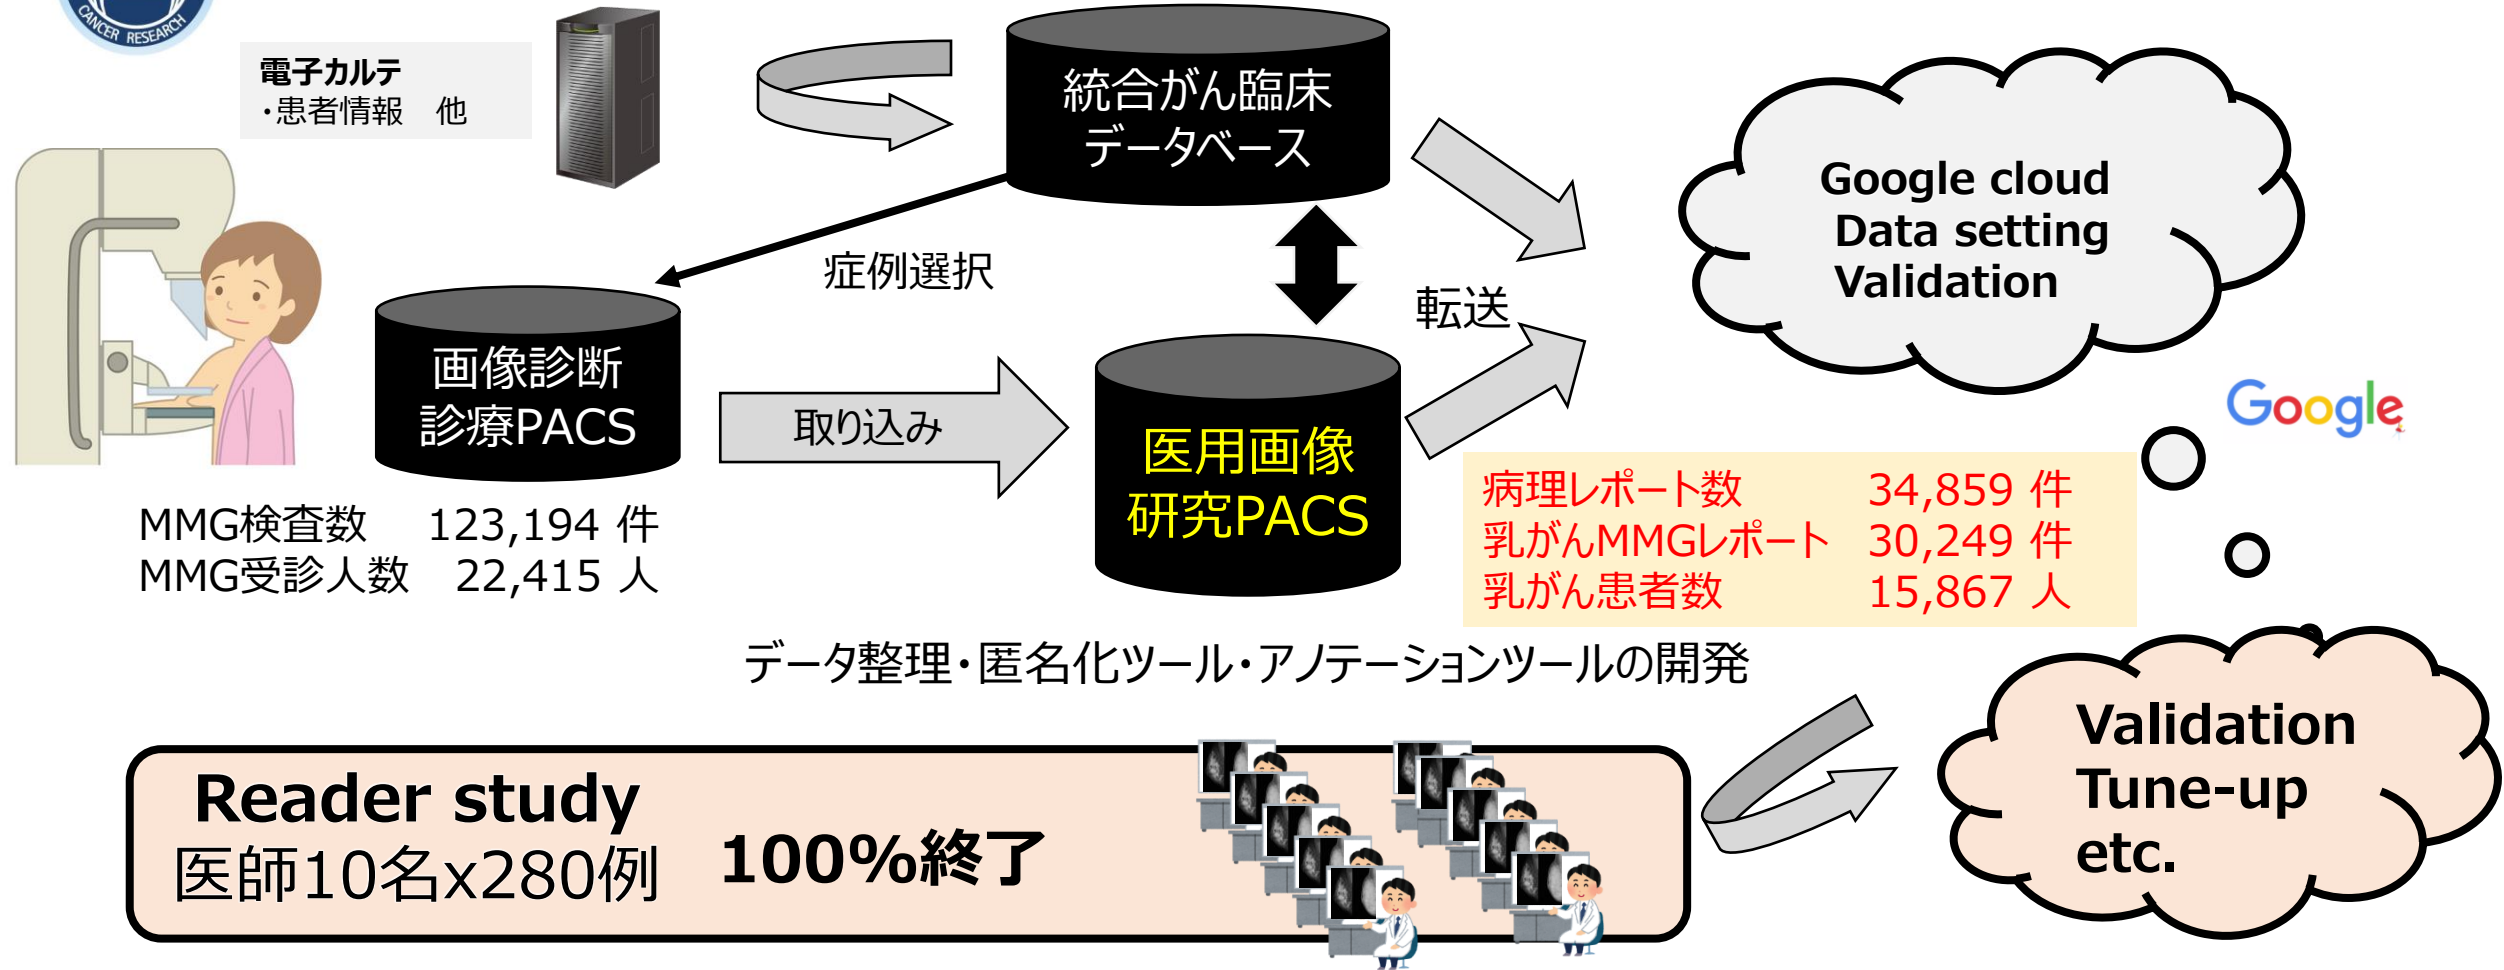 CANCER RESEARCH
電子カルテ
・患者情報　他
統合がん臨床
データベース
Google cloud
Data setting
Validation
症例選択
転送
画像診断
診療PACS
取り込み
医用画像
研究PACS
Google
MMG検査数　123,194 件
MMG受診人数　22,415 人
病理レポート数　34,859 件
乳がんMMGレポート　30,249 件
乳がん患者数　15,867 人
データ整理・匿名化ツール・アノテーションツールの開発
Reader study
医師10名x280例
100%終了
Validation
Tune-up
etc.